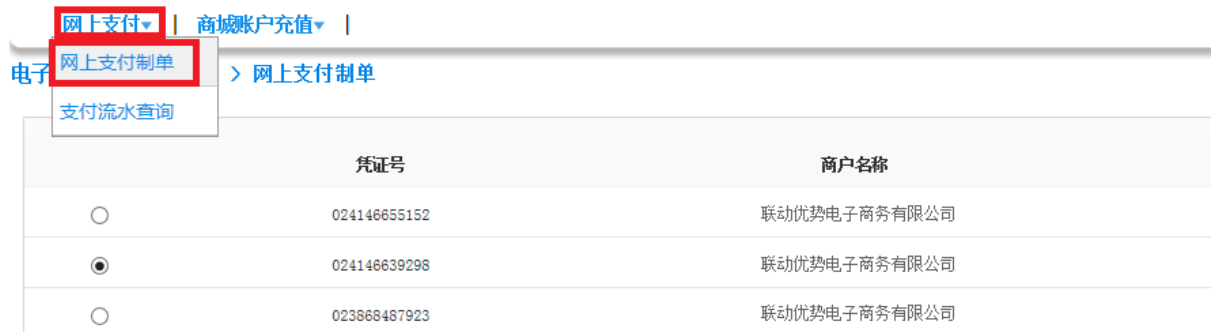 网上支付▾ | 商城账户充值▾ |
网上支付制单
电子 > 网上支付制单
支付流水查询
凭证号 商户名称
024146655152 联动优势电子商务有限公司
024146639298 联动优势电子商务有限公司
023868487923 联动优势电子商务有限公司